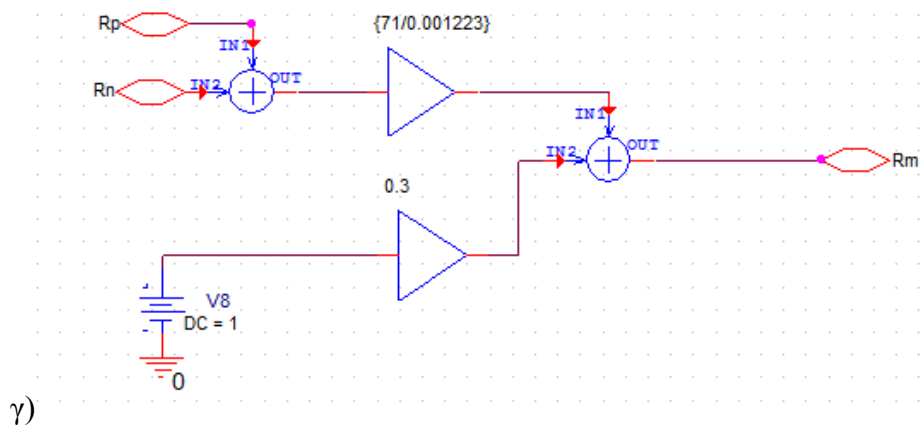 {71/0.001223}
Rp
IN1
Rn
IN2
OUT
IN1
IN2
OUT
Rm
0.3
V8
DC = 1
0
γ)